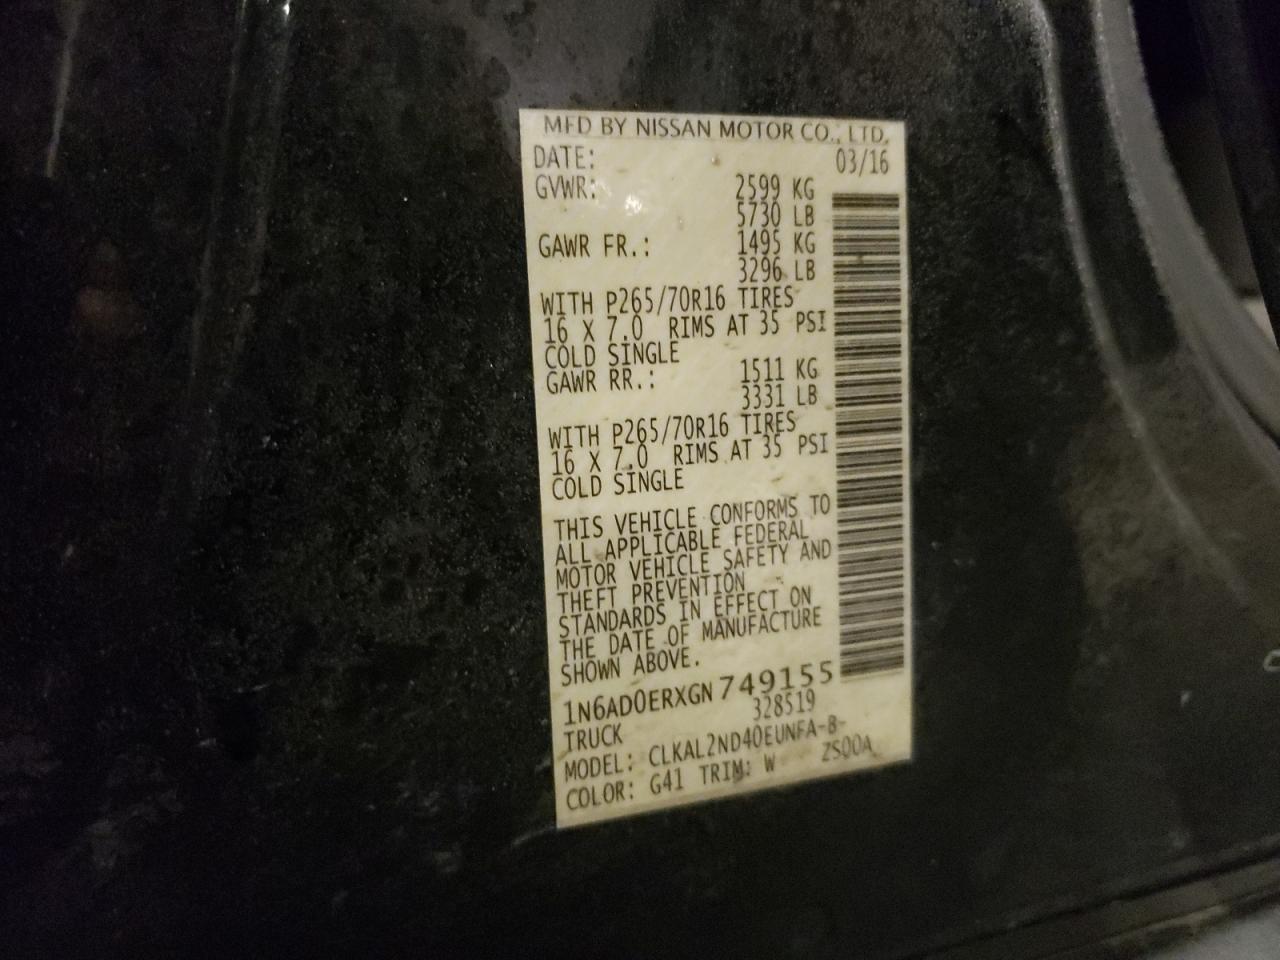 MFD BY NISSAN MOTOR CO., LTD.
DATE: 03/16
GVWR: 2599 KG
5730 LB
GAWR FR.: 1495 KG
3296 LB
WITH P265/70R16 TIRES
16 X 7.0 RIMS AT 35 PSI
COLD SINGLE
GAWR RR.: 1511 KG
3331 LB
WITH P265/70R16 TIRES
16 X 7.0 RIMS AT 35 PSI
COLD SINGLE
THIS VEHICLE CONFORMS TO
ALL APPLICABLE FEDERAL
MOTOR VEHICLE SAFETY AND
THEFT PREVENTION
STANDARDS IN EFFECT ON
THE DATE OF MANUFACTURE
SHOWN ABOVE.
1N6AD0ERXGN749155
TRUCK 328519
MODEL: CLKAL2ND40EUNFA-B-
ZS00A
COLOR: G41 TRIM: W